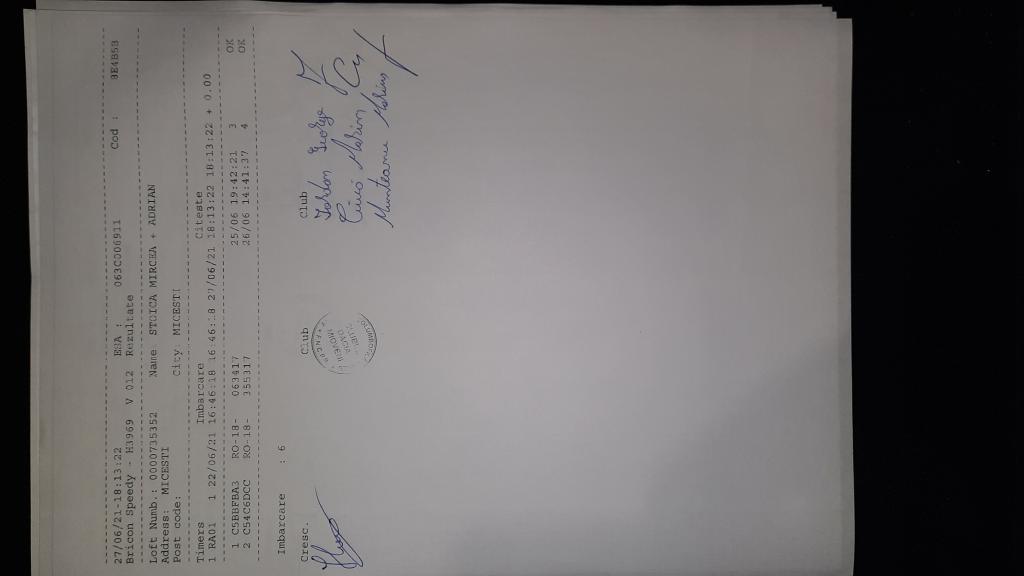 27/06/21-18:13:22 ESA : 063C006911 Cod : 8E4B5B
Bricon Speedy - H3969 V 012 Rezultate
Loft Numb.: 0000735352 Name STOICA MIRCEA + ADRIAN
Address: MICESTI
Post code: City: MICESTI
Timers Imbarcare Citeste
1 RA01 1 22/06/21 16:46:18 16:46:18 27/06/21 18:13:22 18:13:22 + 0.00
1 C5BBFBA3 RO-18- 063417 25/06 19:42:21 3 OK
2 C54C6DCC RO-18- 355317 26/06 14:41:37 4 OK
Imbarcare : 6
Cresc. Club Club
Marin
Munteanu Marius